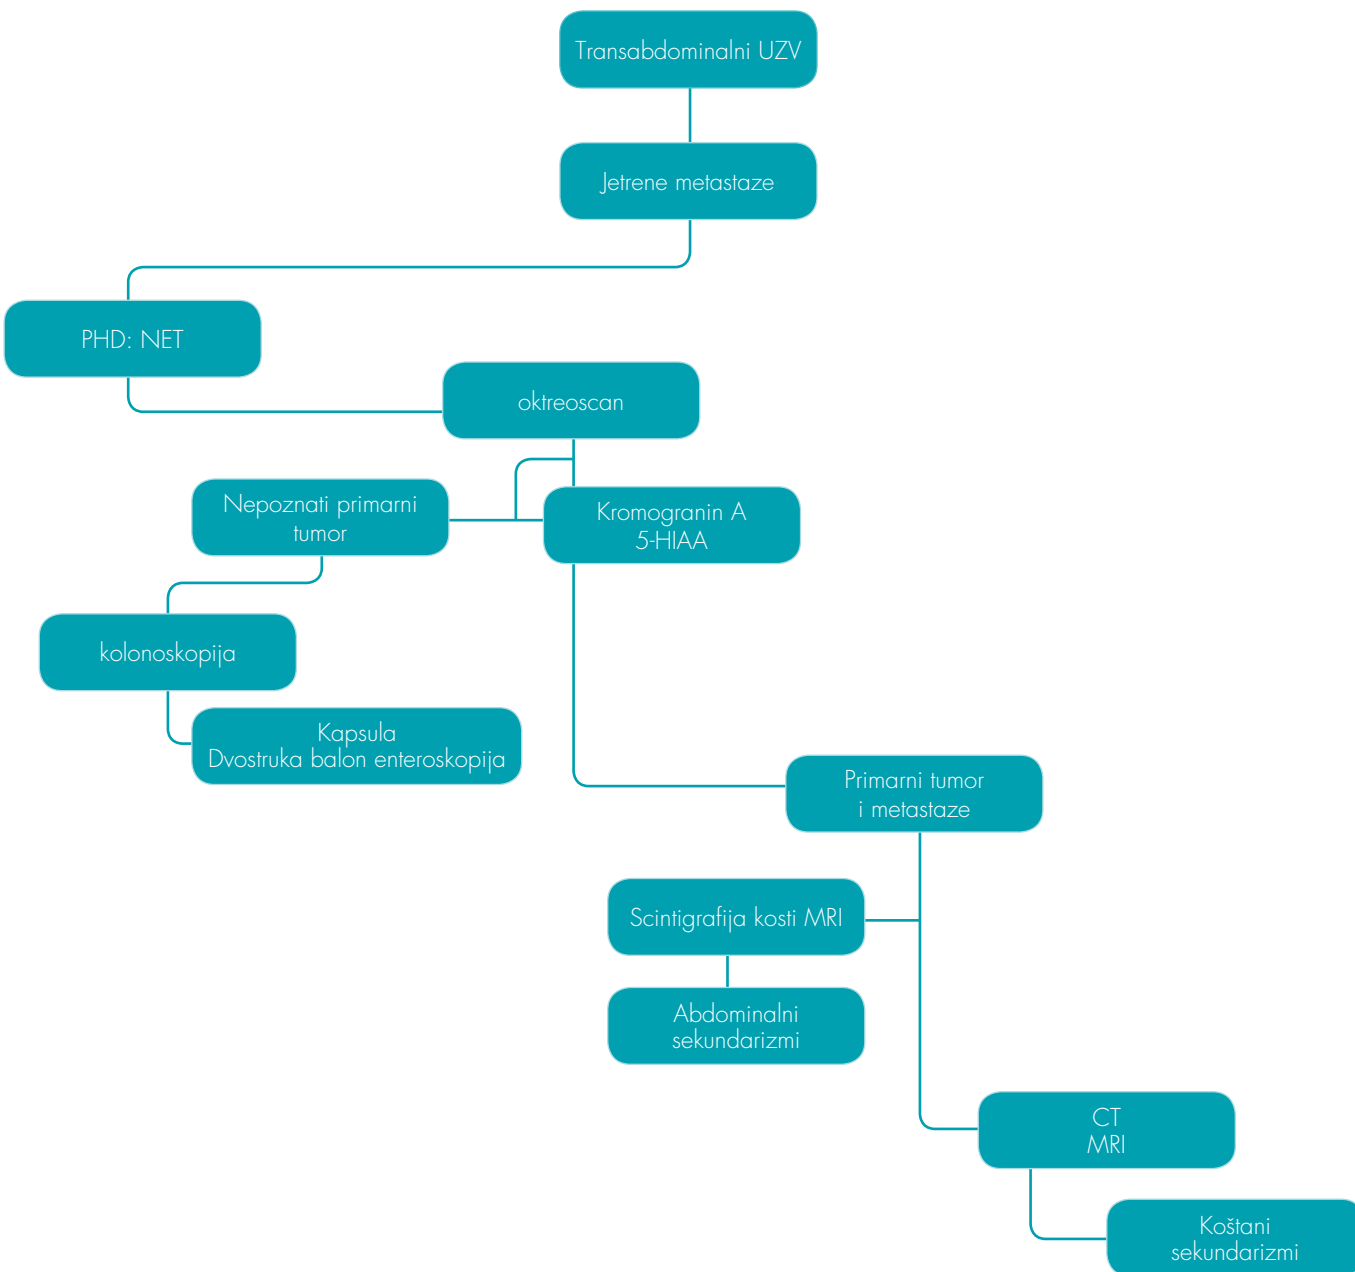 Transabdominalni UZV
Jetrene metastaze
PHD: NET
oktreoscan
Nepoznati primarni
tumor
Kromogranin A
5-HIAA
kolonoskopija
Kapsula
Dvostruka balon enteroskopija
Primarni tumor
i metastaze
Scintigrafija kosti MRI
Abdominalni
sekundarizmi
CT
MRI
Koštani
sekundarizmi